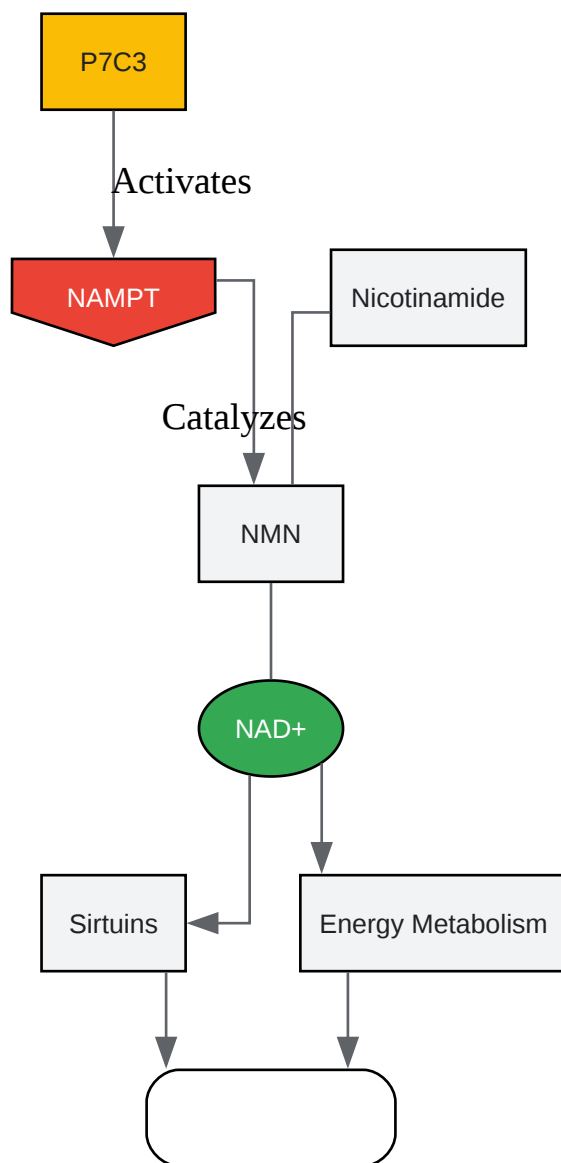 P7C3
Activates
NAMPT
Nicotinamide
Catalyzes
NMN
NAD+
Sirtuins
Energy Metabolism